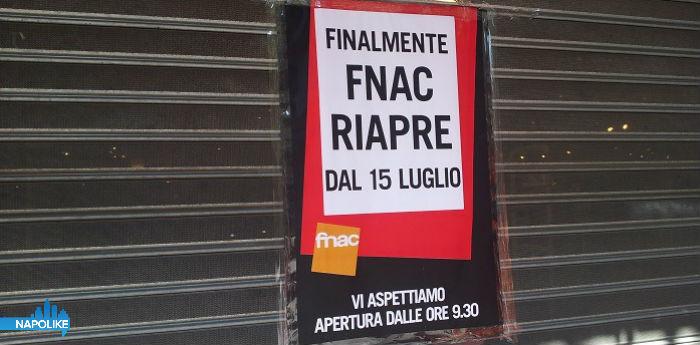 FINALMENTE
FNAC
RIAPRE
DAL 15 LUGLIO
fnac
VI ASPETTIAMO
APERTURA DALLE ORE 9.30
NAPOLIKE